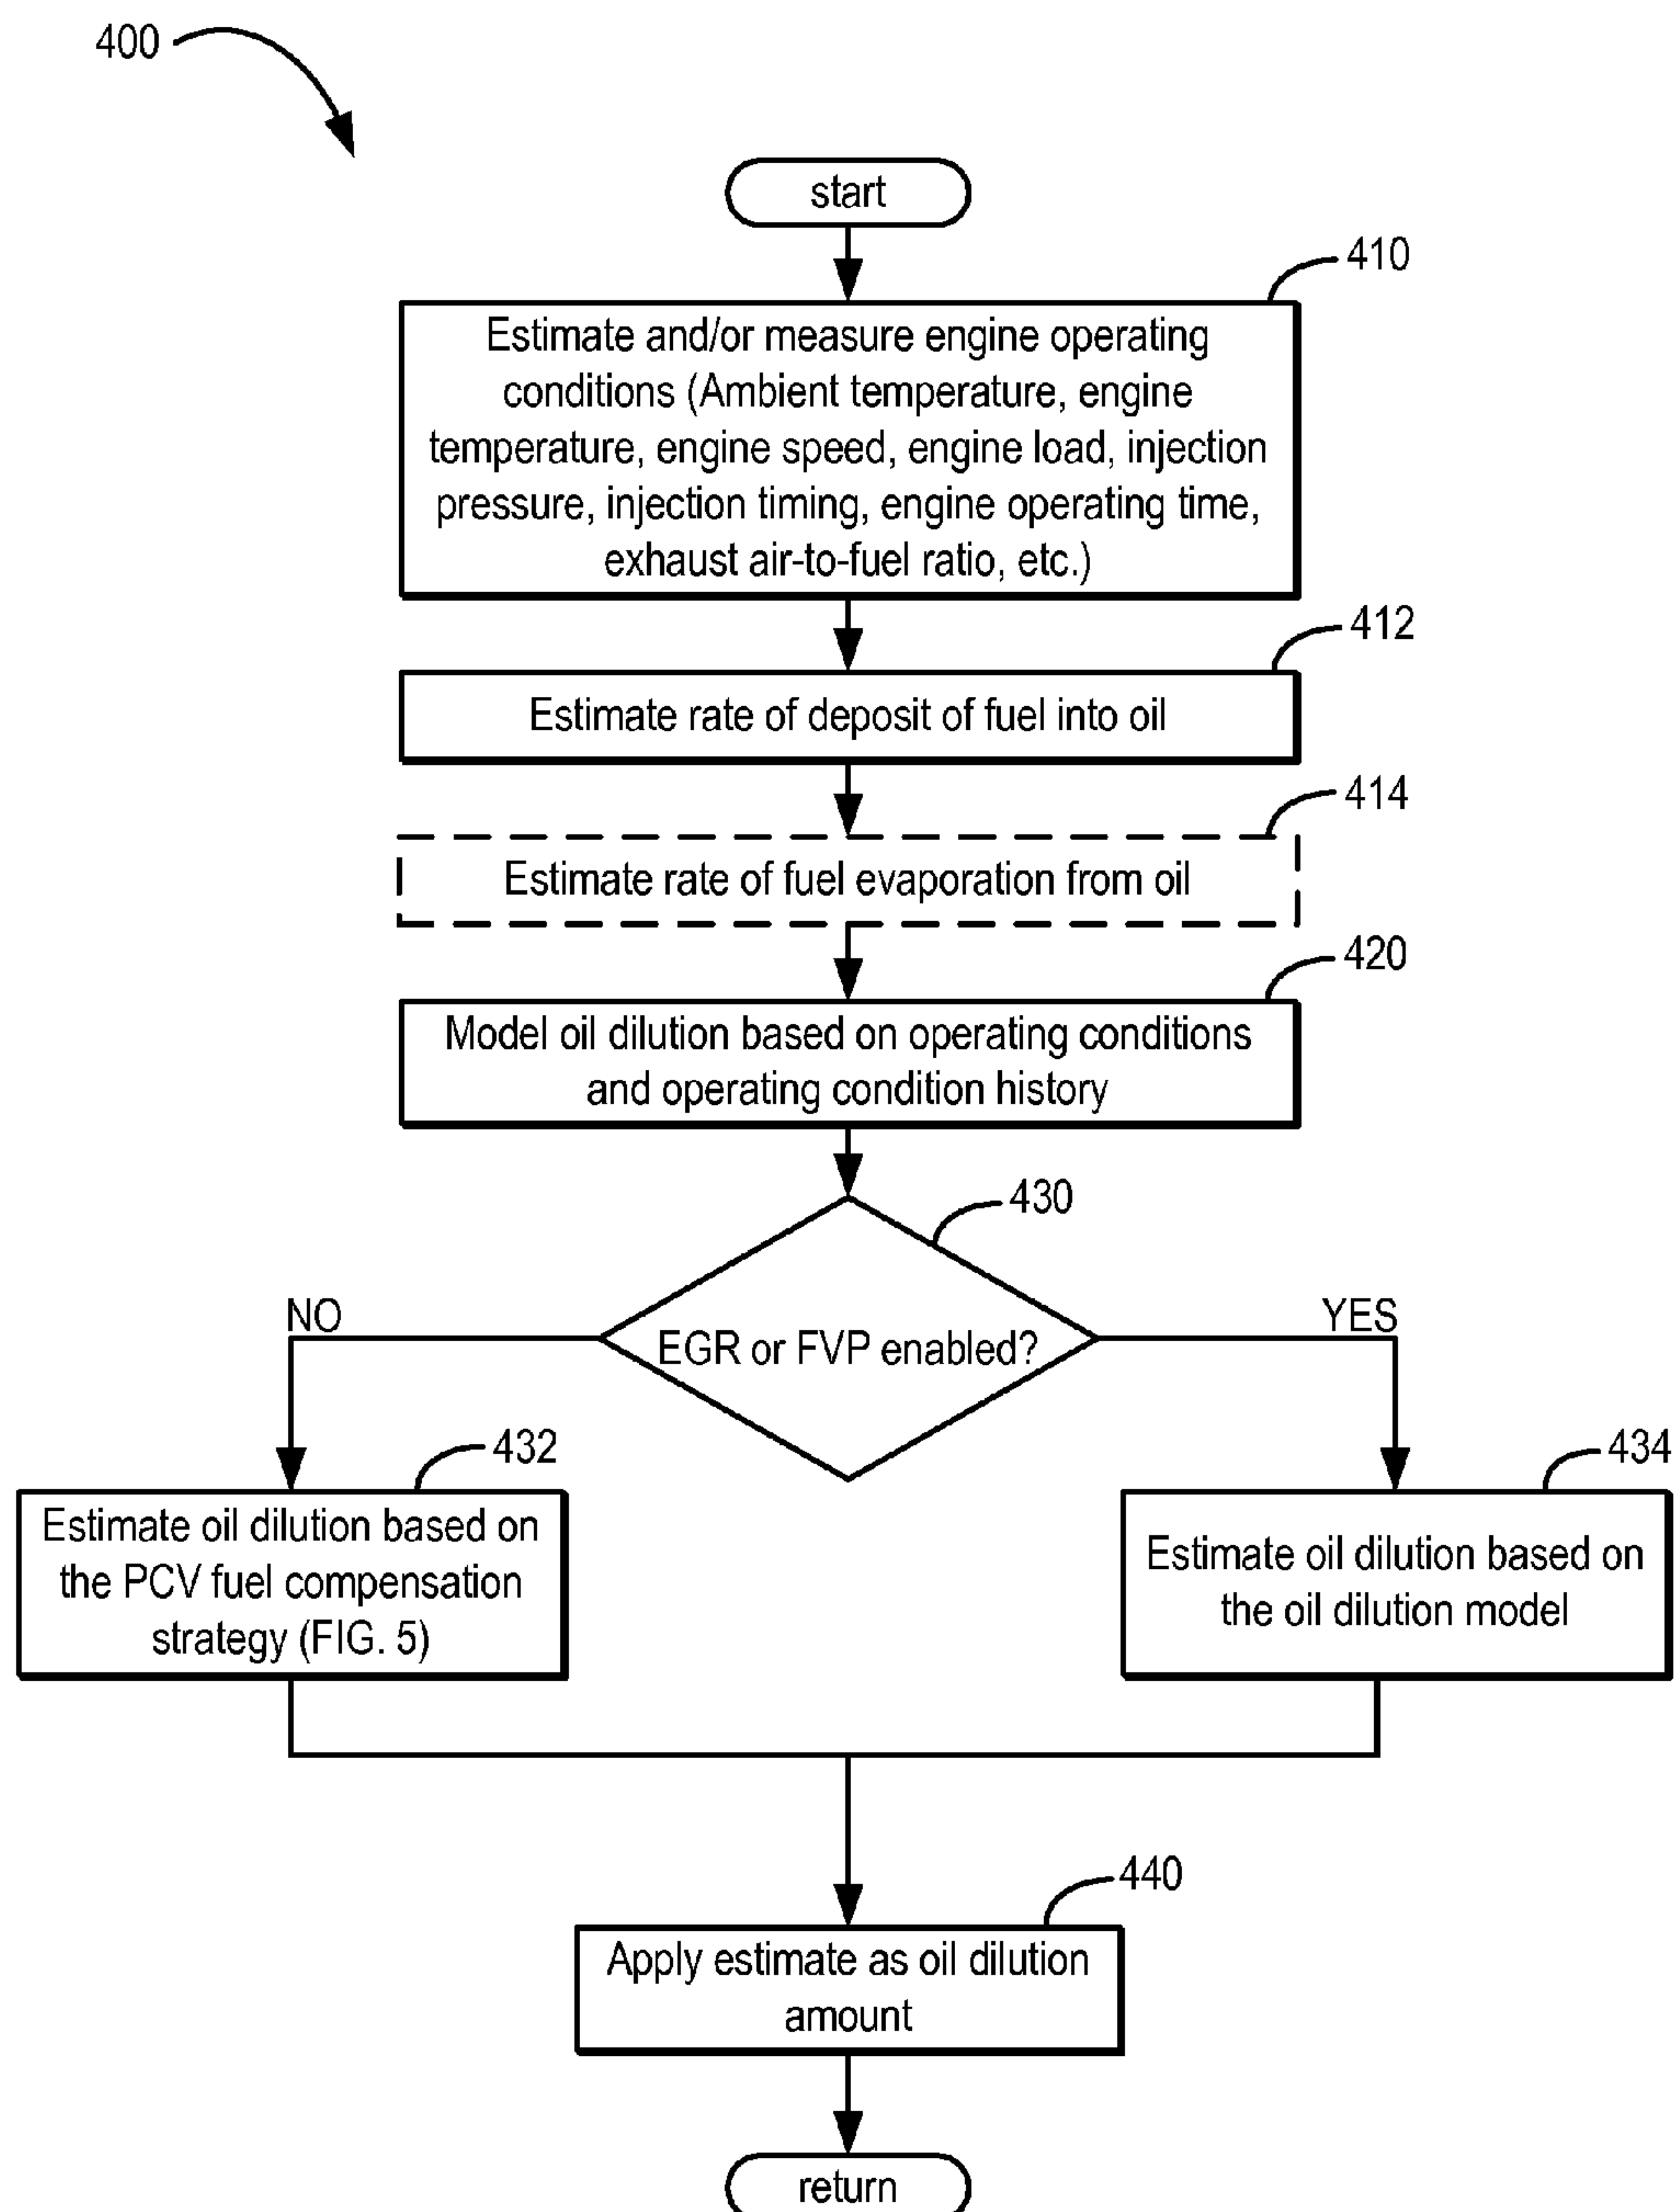 400
start
410
Estimate and/or measure engine operating
conditions (Ambient temperature, engine
temperature, engine speed, engine load, injection
pressure, injection timing, engine operating time,
exhaust air-to-fuel ratio, etc.)
412
Estimate rate of deposit of fuel into oil
414
Estimate rate of fuel evaporation from oil
420
Model oil dilution based on operating conditions
and operating condition history
430
EGR or FVP enabled?
NO
YES
432
Estimate oil dilution based on
the PCV fuel compensation
strategy (FIG. 5)
434
Estimate oil dilution based on
the oil dilution model
440
Apply estimate as oil dilution
amount
return